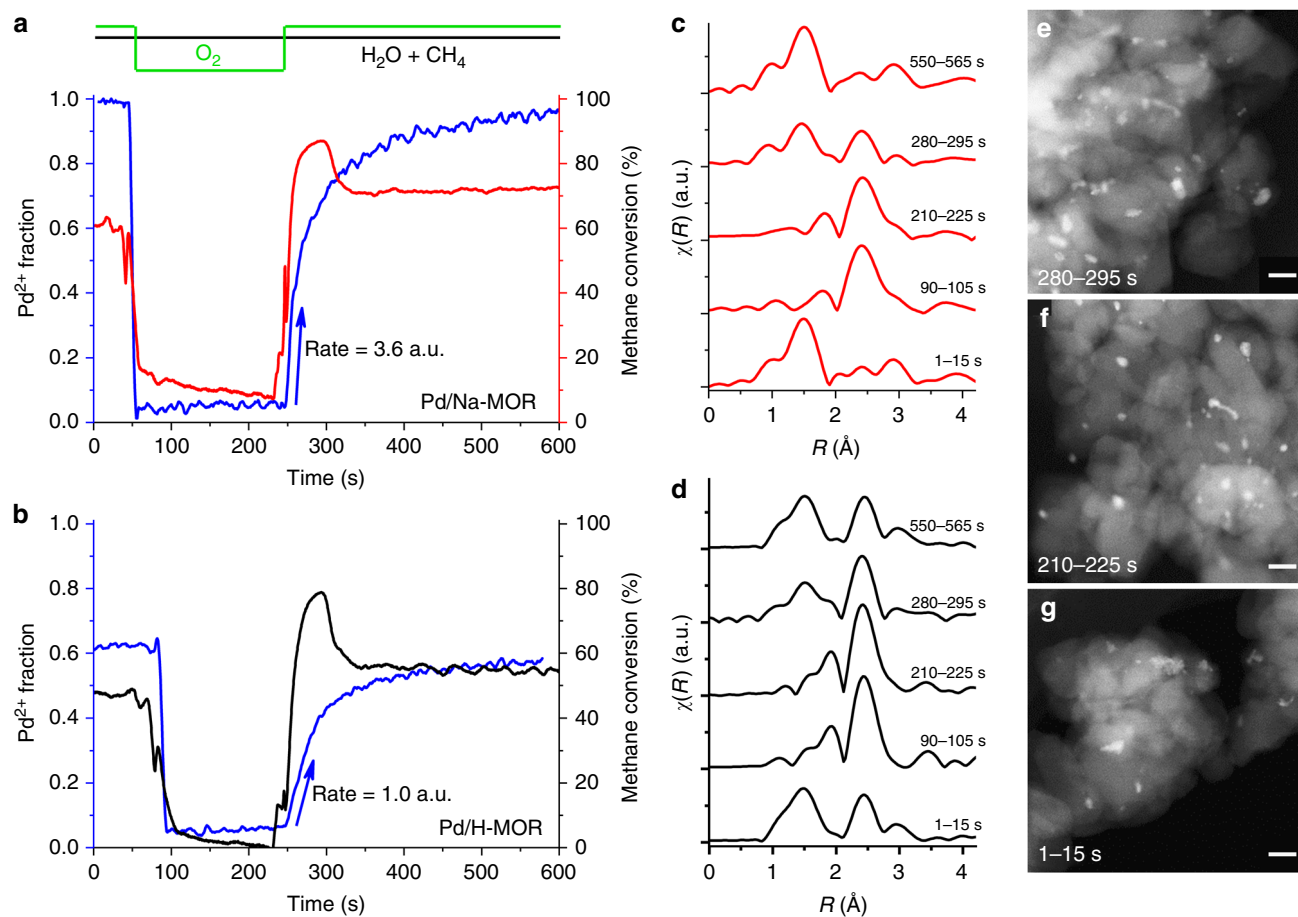 a
O2
H2O + CH4
1.0
0.8
0.6
0.4
0.2
0.0
Pd2+ fraction
100
80
60
40
20
0
Methane conversion (%)
Rate = 3.6 a.u.
Pd/Na-MOR
0 100 200 300 400 500 600
Time (s)
b
1.0
0.8
0.6
0.4
0.2
0.0
Pd2+ fraction
100
80
60
40
20
0
Methane conversion (%)
Rate = 1.0 a.u.
Pd/H-MOR
0 100 200 300 400 500 600
Time (s)
c
χ(R) (a.u.)
550–565 s
280–295 s
210–225 s
90–105 s
1–15 s
0 1 2 3 4
R (Å)
d
χ(R) (a.u.)
550–565 s
280–295 s
210–225 s
90–105 s
1–15 s
0 1 2 3 4
R (Å)
e
280–295 s
f
210–225 s
g
1–15 s